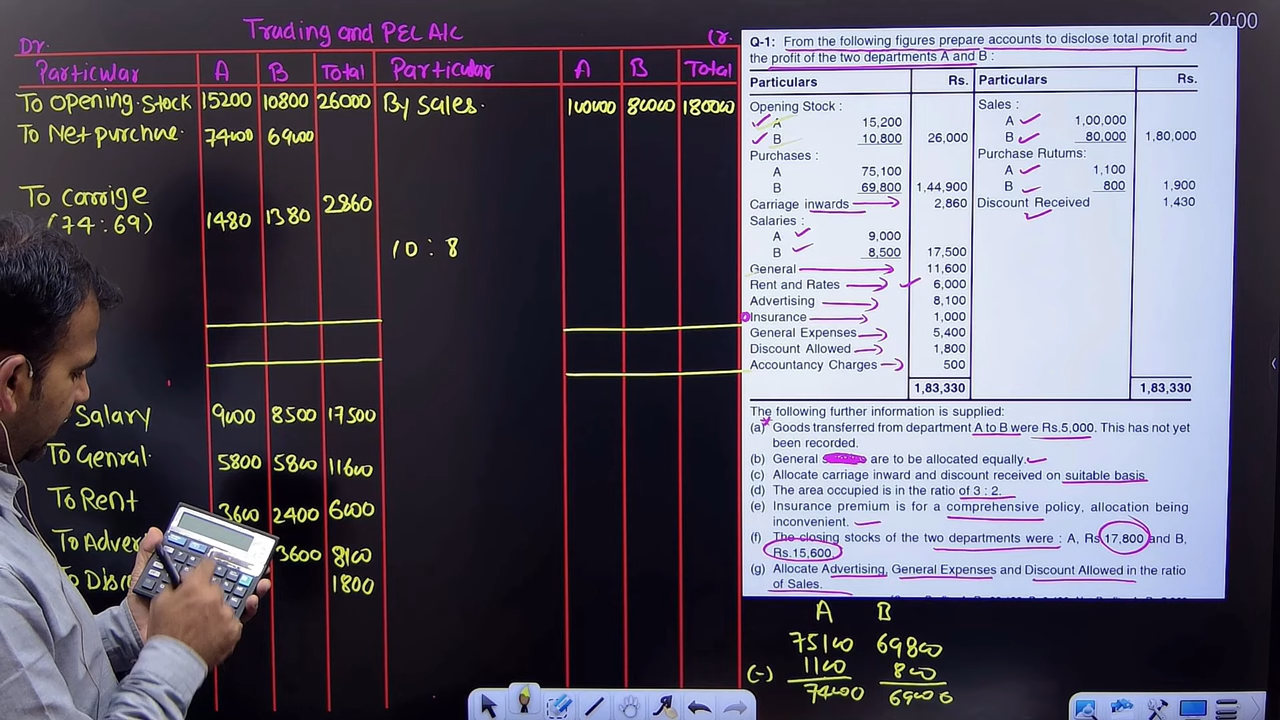 20:00
Trading and P&L A/C
Dr. Cr.
Particular A B Total Particular A B Total
To Opening Stock 15200 10800 26000 By Sales. 100000 80000 180000
To Net purchase. 74000 69000
To Carrige
(74:69) 1480 1380 2860
10 : 8
Salary 9000 8500 17500
To Genral. 5800 5800 11600
To Rent 3600 2400 6000
To Adver 3600 8100
To Disc 1800
Q-1: From the following figures prepare accounts to disclose total profit and
the profit of the two departments A and B :
Particulars Rs. Particulars Rs.
Opening Stock : Sales :
A 15,200 A 1,00,000
B 10,800 26,000 B 80,000 1,80,000
Purchases : Purchase Ruturns:
A 75,100 A 1,100
B 69,800 1,44,900 B 800 1,900
Carriage inwards 2,860 Discount Received 1,430
Salaries :
A 9,000
B 8,500 17,500
General 11,600
Rent and Rates 6,000
Advertising 8,100
Insurance 1,000
General Expenses 5,400
Discount Allowed 1,800
Accountancy Charges 500
1,83,330 1,83,330
The following further information is supplied:
(a) Goods transferred from department A to B were Rs.5,000. This has not yet
been recorded.
(b) General are to be allocated equally.
(c) Allocate carriage inward and discount received on suitable basis.
(d) The area occupied is in the ratio of 3 : 2.
(e) Insurance premium is for a comprehensive policy, allocation being
inconvenient.
(f) The closing stocks of the two departments were : A, Rs.17,800 and B,
Rs.15,600.
(g) Allocate Advertising, General Expenses and Discount Allowed in the ratio
of Sales.
A B
75100 69800
(-) 1100 800
74000 69000